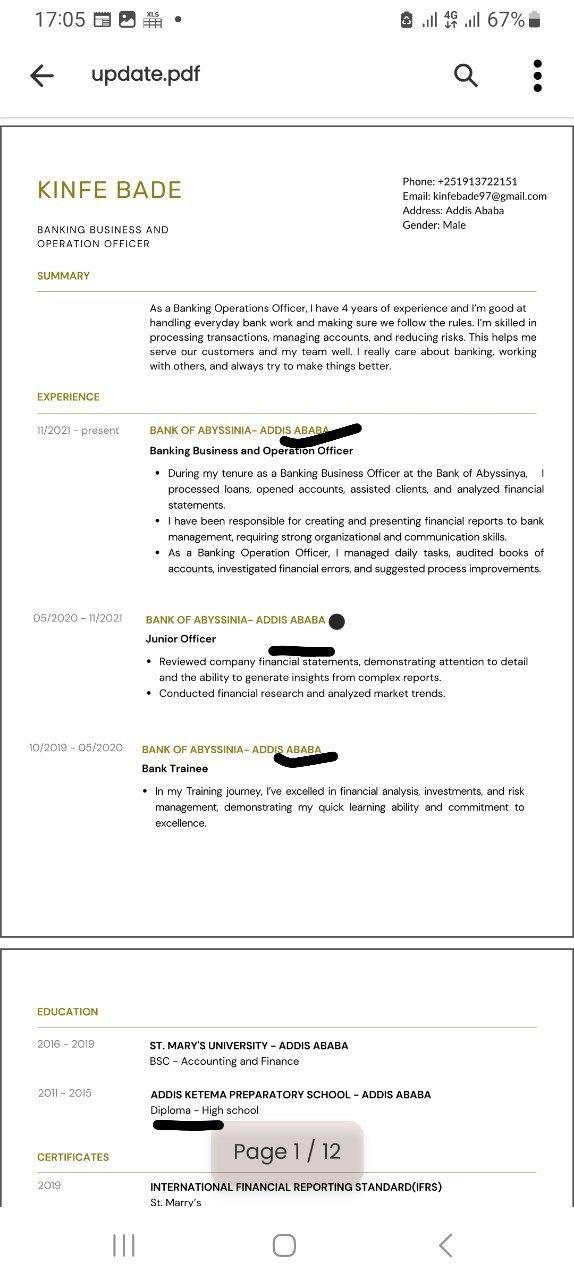 17:05 XLS 4G 67%
update.pdf
KINFE BADE
Phone: +251913722151
Email: kinfebade97@gmail.com
Address: Addis Ababa
Gender: Male
BANKING BUSINESS AND
OPERATION OFFICER
SUMMARY
As a Banking Operations Officer, I have 4 years of experience and I'm good at
handling everyday bank work and making sure we follow the rules. I'm skilled in
processing transactions, managing accounts, and reducing risks. This helps me
serve our customers and my team well. I really care about banking, working
with others, and always try to make things better.
EXPERIENCE
11/2021 - present BANK OF ABYSSINIA- ADDIS ABABA
Banking Business and Operation Officer
• During my tenure as a Banking Business Officer at the Bank of Abyssinya, I
processed loans, opened accounts, assisted clients, and analyzed financial
statements.
• I have been responsible for creating and presenting financial reports to bank
management, requiring strong organizational and communication skills.
• As a Banking Operation Officer, I managed daily tasks, audited books of
accounts, investigated financial errors, and suggested process improvements.
05/2020 – 11/2021 BANK OF ABYSSINIA- ADDIS ABABA
Junior Officer
• Reviewed company financial statements, demonstrating attention to detail
and the ability to generate insights from complex reports.
• Conducted financial research and analyzed market trends.
10/2019 - 05/2020 BANK OF ABYSSINIA- ADDIS ABABA
Bank Trainee
• In my Training journey, I've excelled in financial analysis, investments, and risk
management, demonstrating my quick learning ability and commitment to
excellence.
EDUCATION
2016 - 2019 ST. MARY'S UNIVERSITY - ADDIS ABABA
BSC - Accounting and Finance
2011 - 2015 ADDIS KETEMA PREPARATORY SCHOOL - ADDIS ABABA
Diploma - High school
Page 1 / 12
CERTIFICATES
2019 INTERNATIONAL FINANCIAL REPORTING STANDARD(IFRS)
St. Marry's